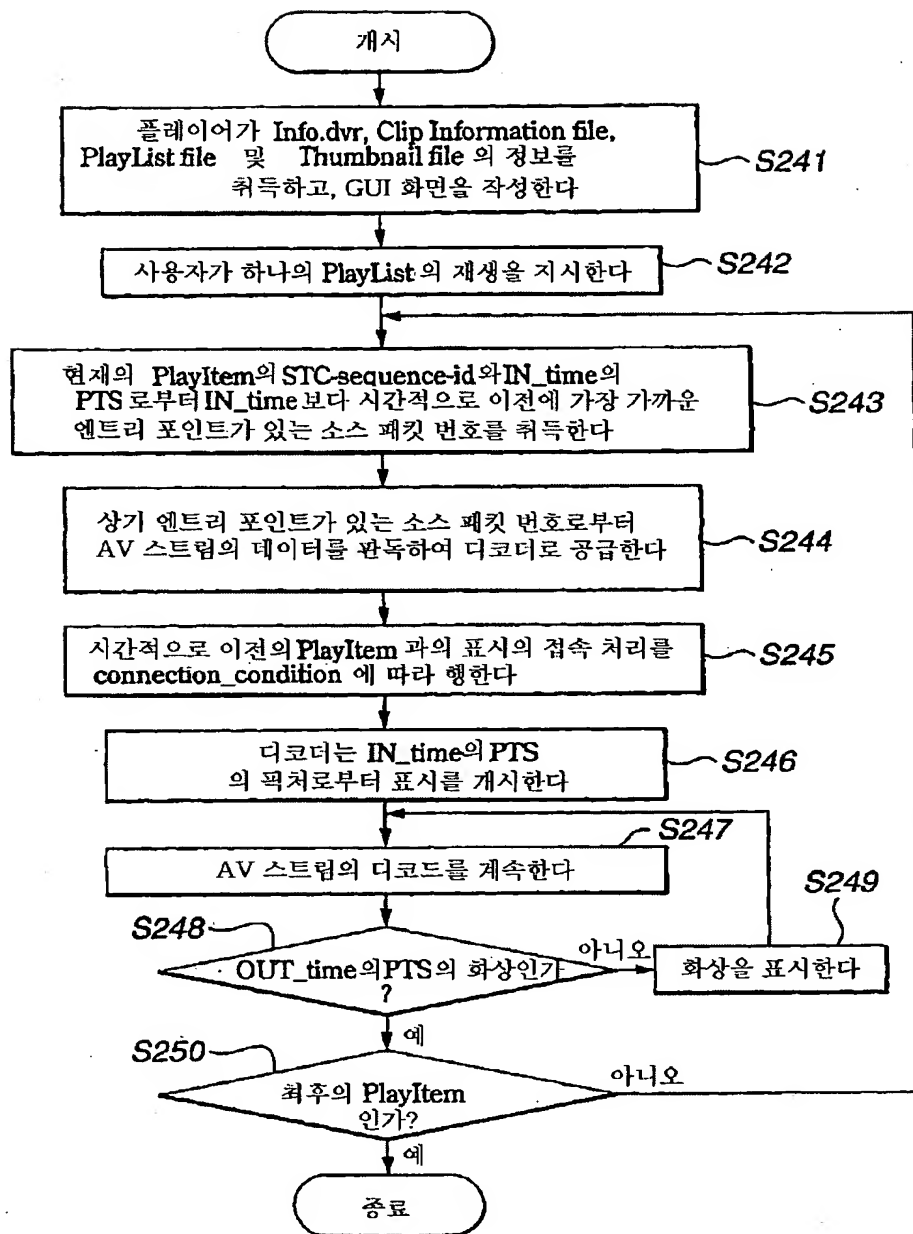 개시
플레이어가 Info.dvr, Clip Information file,
PlayList file 및 Thumbnail file 의 정보를
취득하고, GUI 화면을 작성한다
S241
사용자가 하나의 PlayList 의 재생을 지시한다
S242
현재의 PlayItem의 STC-sequence-id와 IN_time의
PTS 로부터 IN_time 보다 시간적으로 이전에 가장 가까운
엔트리 포인트가 있는 소스 패킷 번호를 취득한다
S243
상기 엔트리 포인트가 있는 소스 패킷 번호로부터
AV 스트림의 데이터를 판독하여 디코더로 공급한다
S244
시간적으로 이전의 PlayItem 과의 표시의 접속 처리를
connection_condition 에 따라 행한다
S245
디코더는 IN_time의 PTS
의 픽처로부터 표시를 개시한다
S246
S247
AV 스트림의 디코드를 계속한다
S248
OUT_time의 PTS의 화상인가
?
아니오
S249
화상을 표시한다
예
S250
최후의 PlayItem
인가?
아니오
예
종료